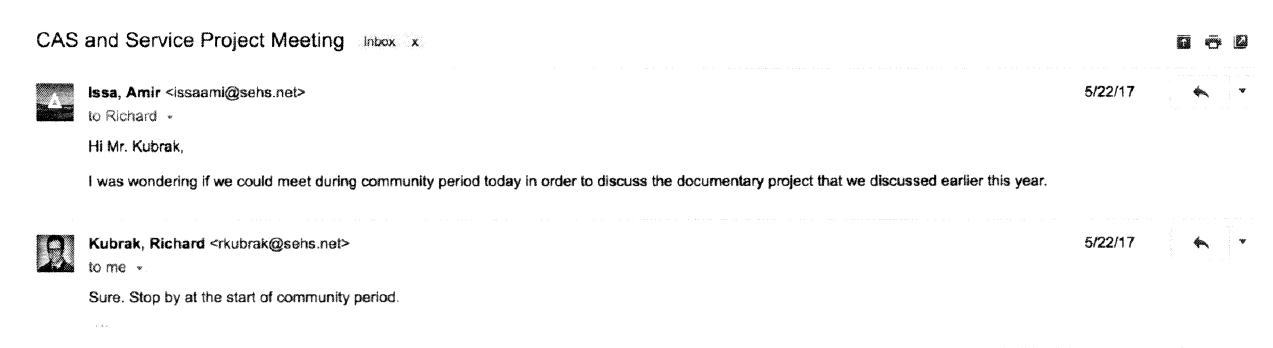 CAS and Service Project Meeting Inbox x
Issa, Amir <issaami@sehs.net> 5/22/17
to Richard
Hi Mr. Kubrak,
I was wondering if we could meet during community period today in order to discuss the documentary project that we discussed earlier this year.
Kubrak, Richard <rkubrak@sehs.net> 5/22/17
to me
Sure. Stop by at the start of community period.
...